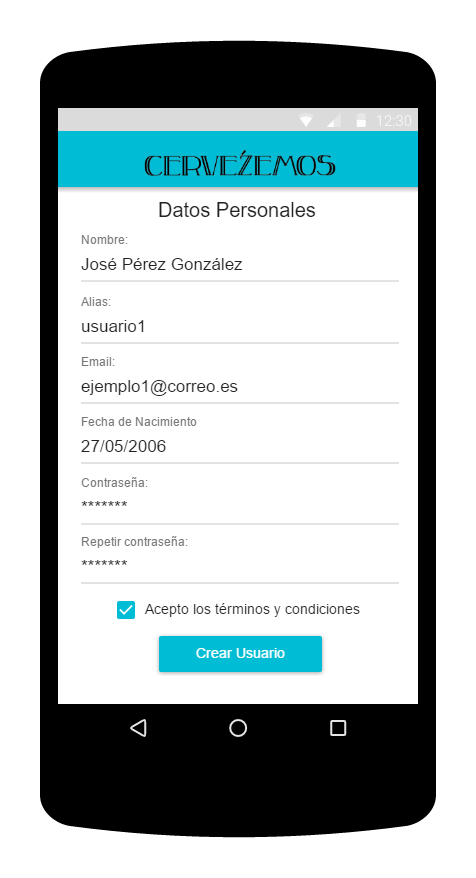 12:30
CERVEŹEMOS
Datos Personales
Nombre:
José Pérez González
Alias:
usuario1
Email:
ejemplo1@correo.es
Fecha de Nacimiento
27/05/2006
Contraseña:
*******
Repetir contraseña:
*******
Acepto los términos y condiciones
Crear Usuario